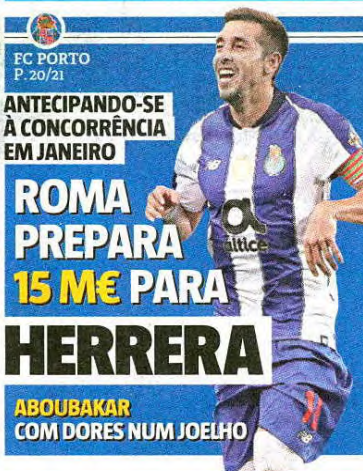 FC PORTO
P. 20/21
ANTECIPANDO-SE
À CONCORRÊNCIA
EM JANEIRO
ROMA
PREPARA
15 M€ PARA
HERRERA
ABOUBAKAR
COM DORES NUM JOELHO
altice